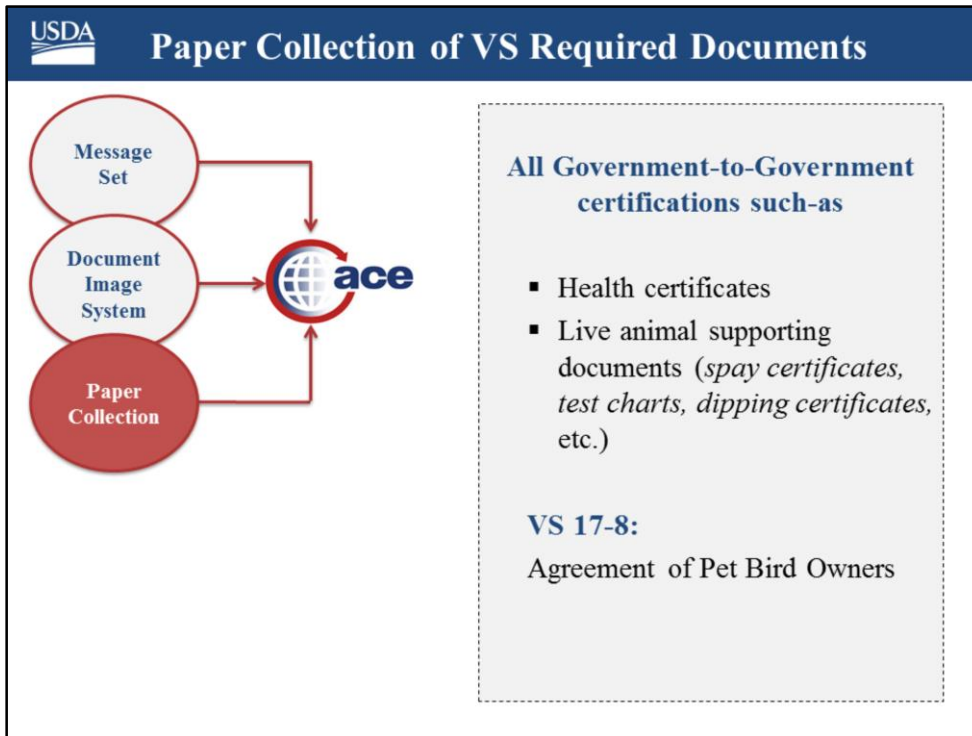 USDA
Paper Collection of VS Required Documents
Message
Set
Document
Image
System
Paper
Collection
ace
All Government-to-Government
certifications such-as
▪ Health certificates
▪ Live animal supporting
documents (spay certificates,
test charts, dipping certificates,
etc.)
VS 17-8:
Agreement of Pet Bird Owners